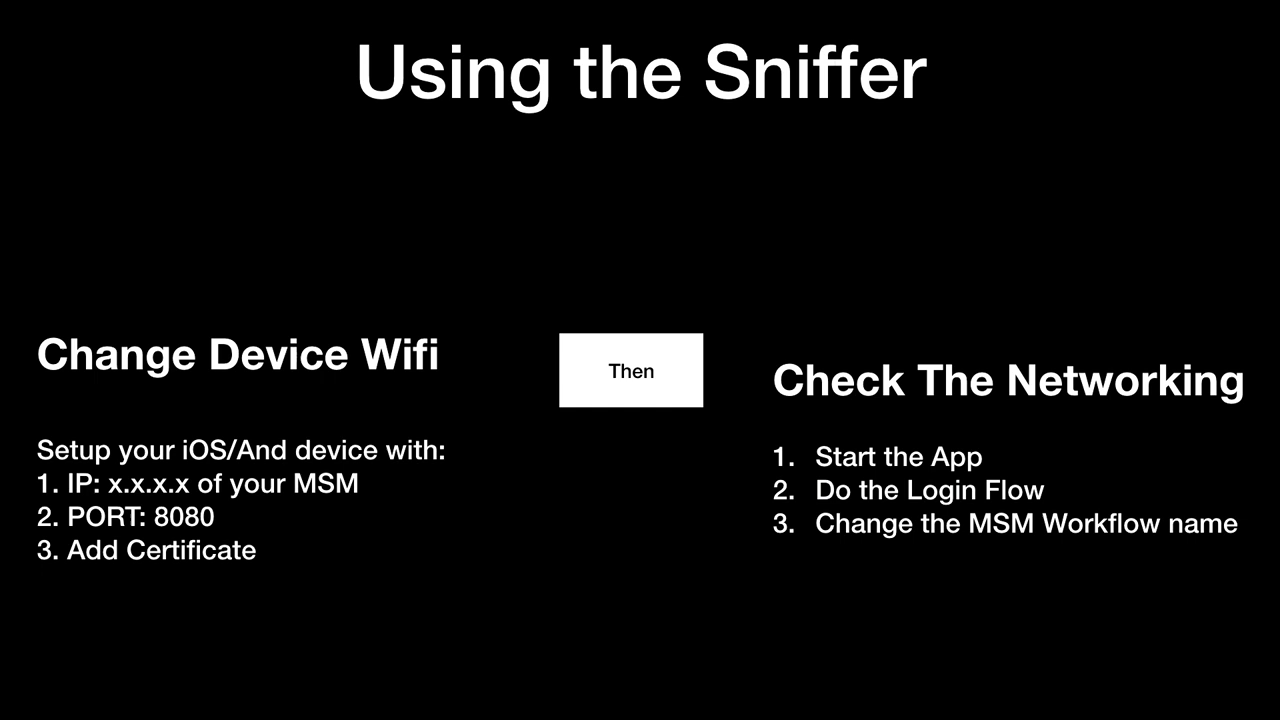 Using the Sniffer
Change Device Wifi
Setup your iOS/And device with:
1. IP: x.x.x.x of your MSM
2. PORT: 8080
3. Add Certificate
Then
Check The Networking
1. Start the App
2. Do the Login Flow
3. Change the MSM Workflow name